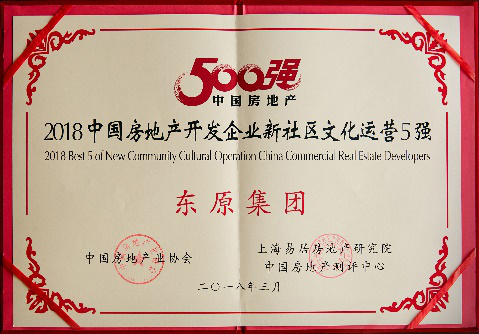 500强
中国房地产
2018中国房地产开发企业新社区文化运营5强
2018 Best 5 of New Community Cultural Operation China Commercial Real Estate Developers
东原集团
中国房地产业协会
上海易居房地产研究院
中国房地产测评中心
二〇一八年三月